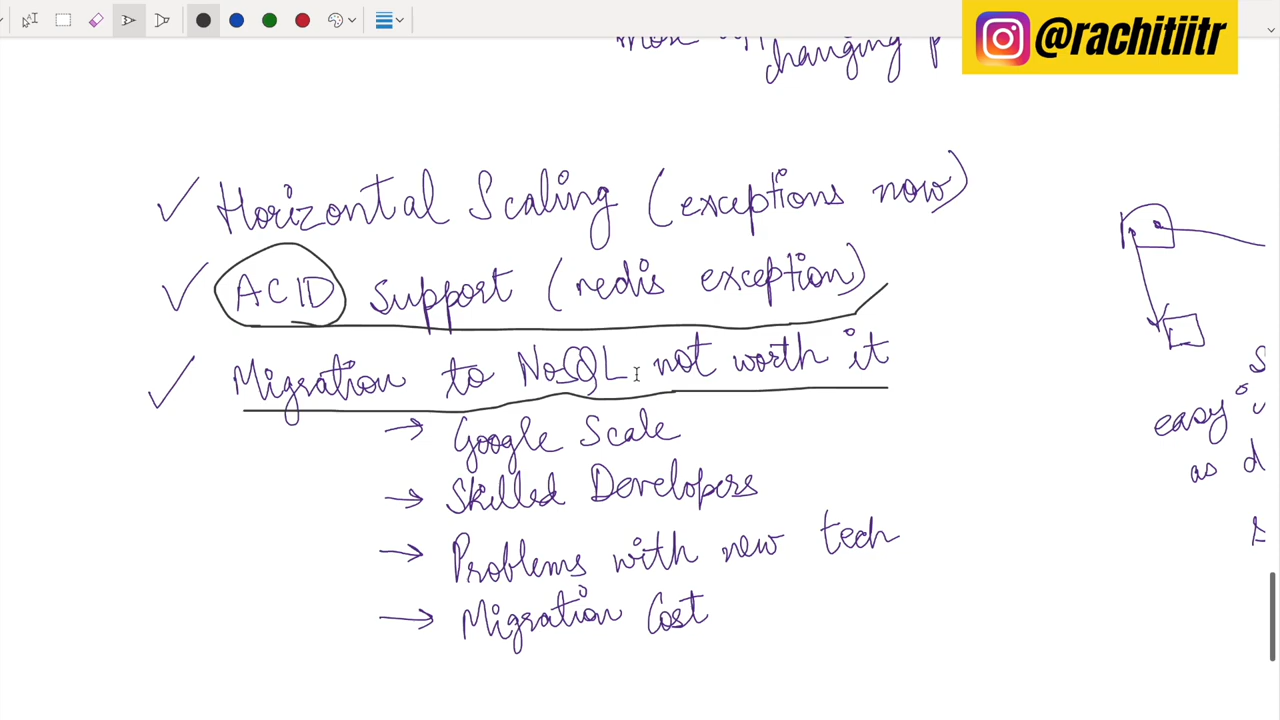 @rachitiitr
changing p
✓ Horizontal Scaling (exceptions now)
✓ ACID support (redis exception)
✓ Migration to NoSQL not worth it
→ Google Scale
→ Skilled Developers
→ Problems with new tech
→ Migration Cost
easy
as d